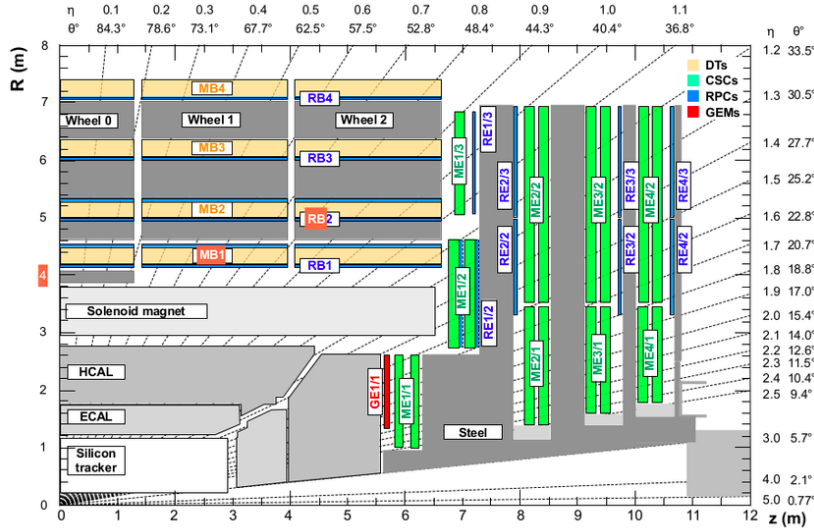 η 0.1 0.2 0.3 0.4 0.5 0.6 0.7 0.8 0.9 1.0 1.1 η θ°
θ° 84.3° 78.6° 73.1° 67.7° 62.5° 57.5° 52.8° 48.4° 44.3° 40.4° 36.8°
R (m)
8
7
6
5
4
3
2
1
0
1.2 33.5°
1.3 30.5°
1.4 27.7°
1.5 25.2°
1.6 22.8°
1.7 20.7°
1.8 18.8°
1.9 17.0°
2.0 15.4°
2.1 14.0°
2.2 12.6°
2.3 11.5°
2.4 10.4°
2.5 9.4°
3.0 5.7°
4.0 2.1°
5.0 0.77°
DTs
CSCs
RPCs
GEMs
MB4
RB4
Wheel 0
Wheel 1
Wheel 2
MB3
RB3
MB2
RB2
MB1
RB1
Solenoid magnet
HCAL
ECAL
Silicon
tracker
Steel
GE1/1
ME1/1
ME1/2
ME1/3
RE1/3
RE1/2
RE2/3
RE2/2
ME2/2
ME2/1
ME3/2
ME3/1
RE3/3
RE3/2
ME4/2
ME4/1
RE4/3
RE4/2
0 1 2 3 4 5 6 7 8 9 10 11 12
z (m)